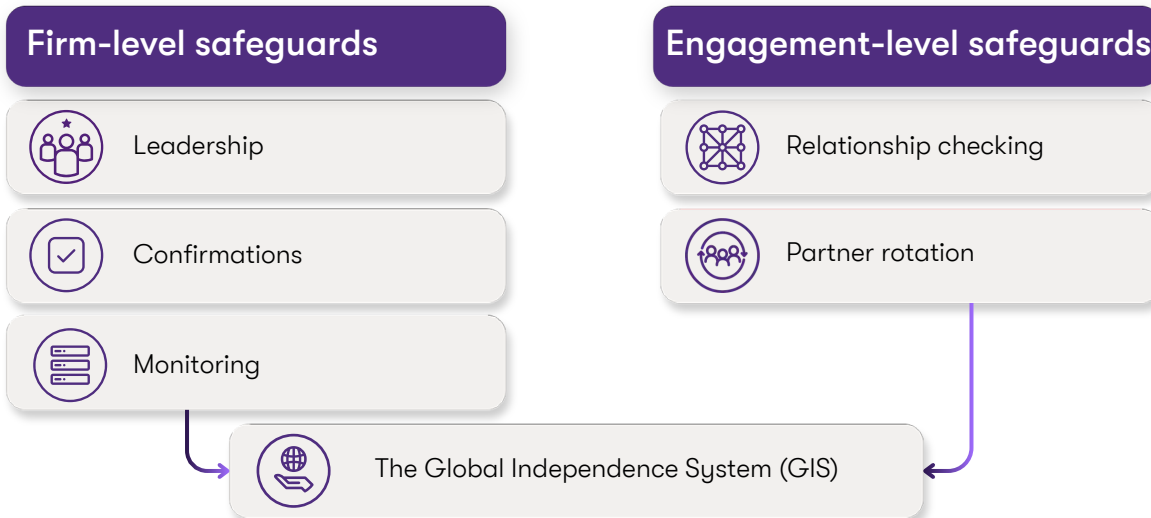 Firm-level safeguards
Leadership
Confirmations
Monitoring
Engagement-level safeguards
Relationship checking
Partner rotation
The Global Independence System (GIS)